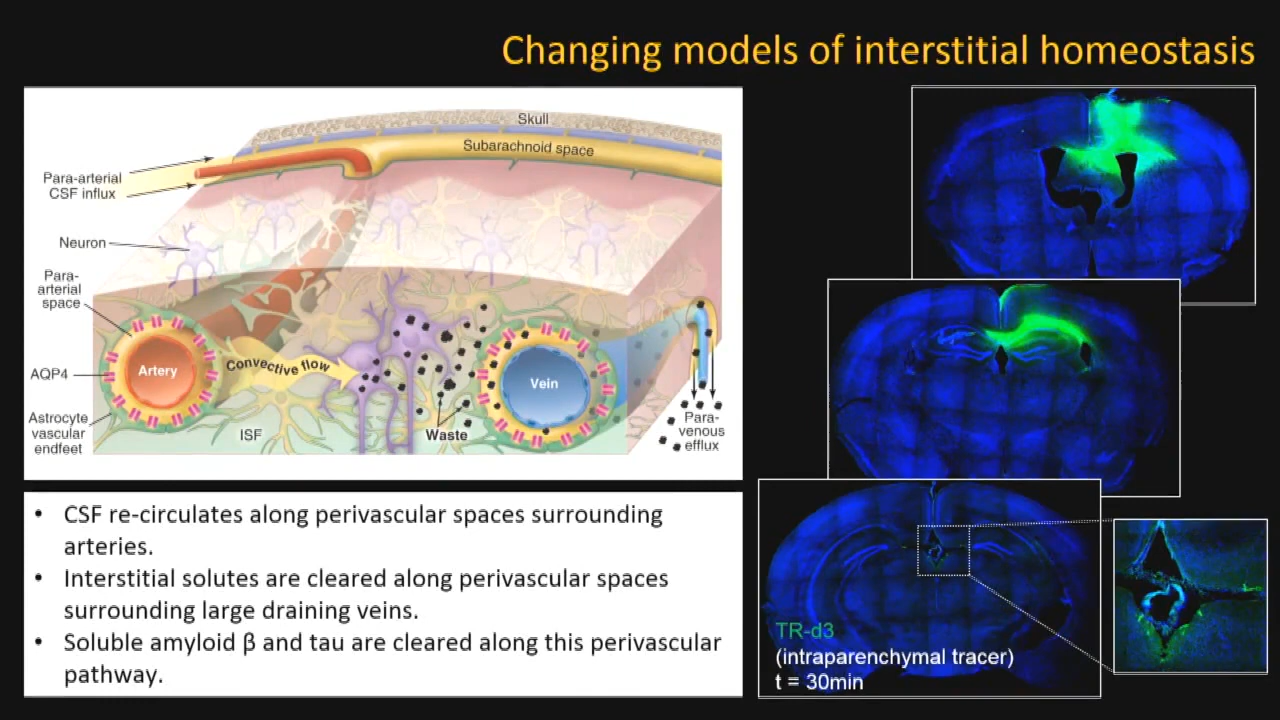 Changing models of interstitial homeostasis
Skull
Subarachnoid space
Para-arterial
CSF influx
Neuron
Para-
arterial
space
AQP4
Astrocyte
vascular
endfeet
Artery
Convective flow
ISF
Waste
Vein
Para-
venous
efflux
• CSF re-circulates along perivascular spaces surrounding
arteries.
• Interstitial solutes are cleared along perivascular spaces
surrounding large draining veins.
• Soluble amyloid β and tau are cleared along this perivascular
pathway.
TR-d3
(intraparenchymal tracer)
t = 30min